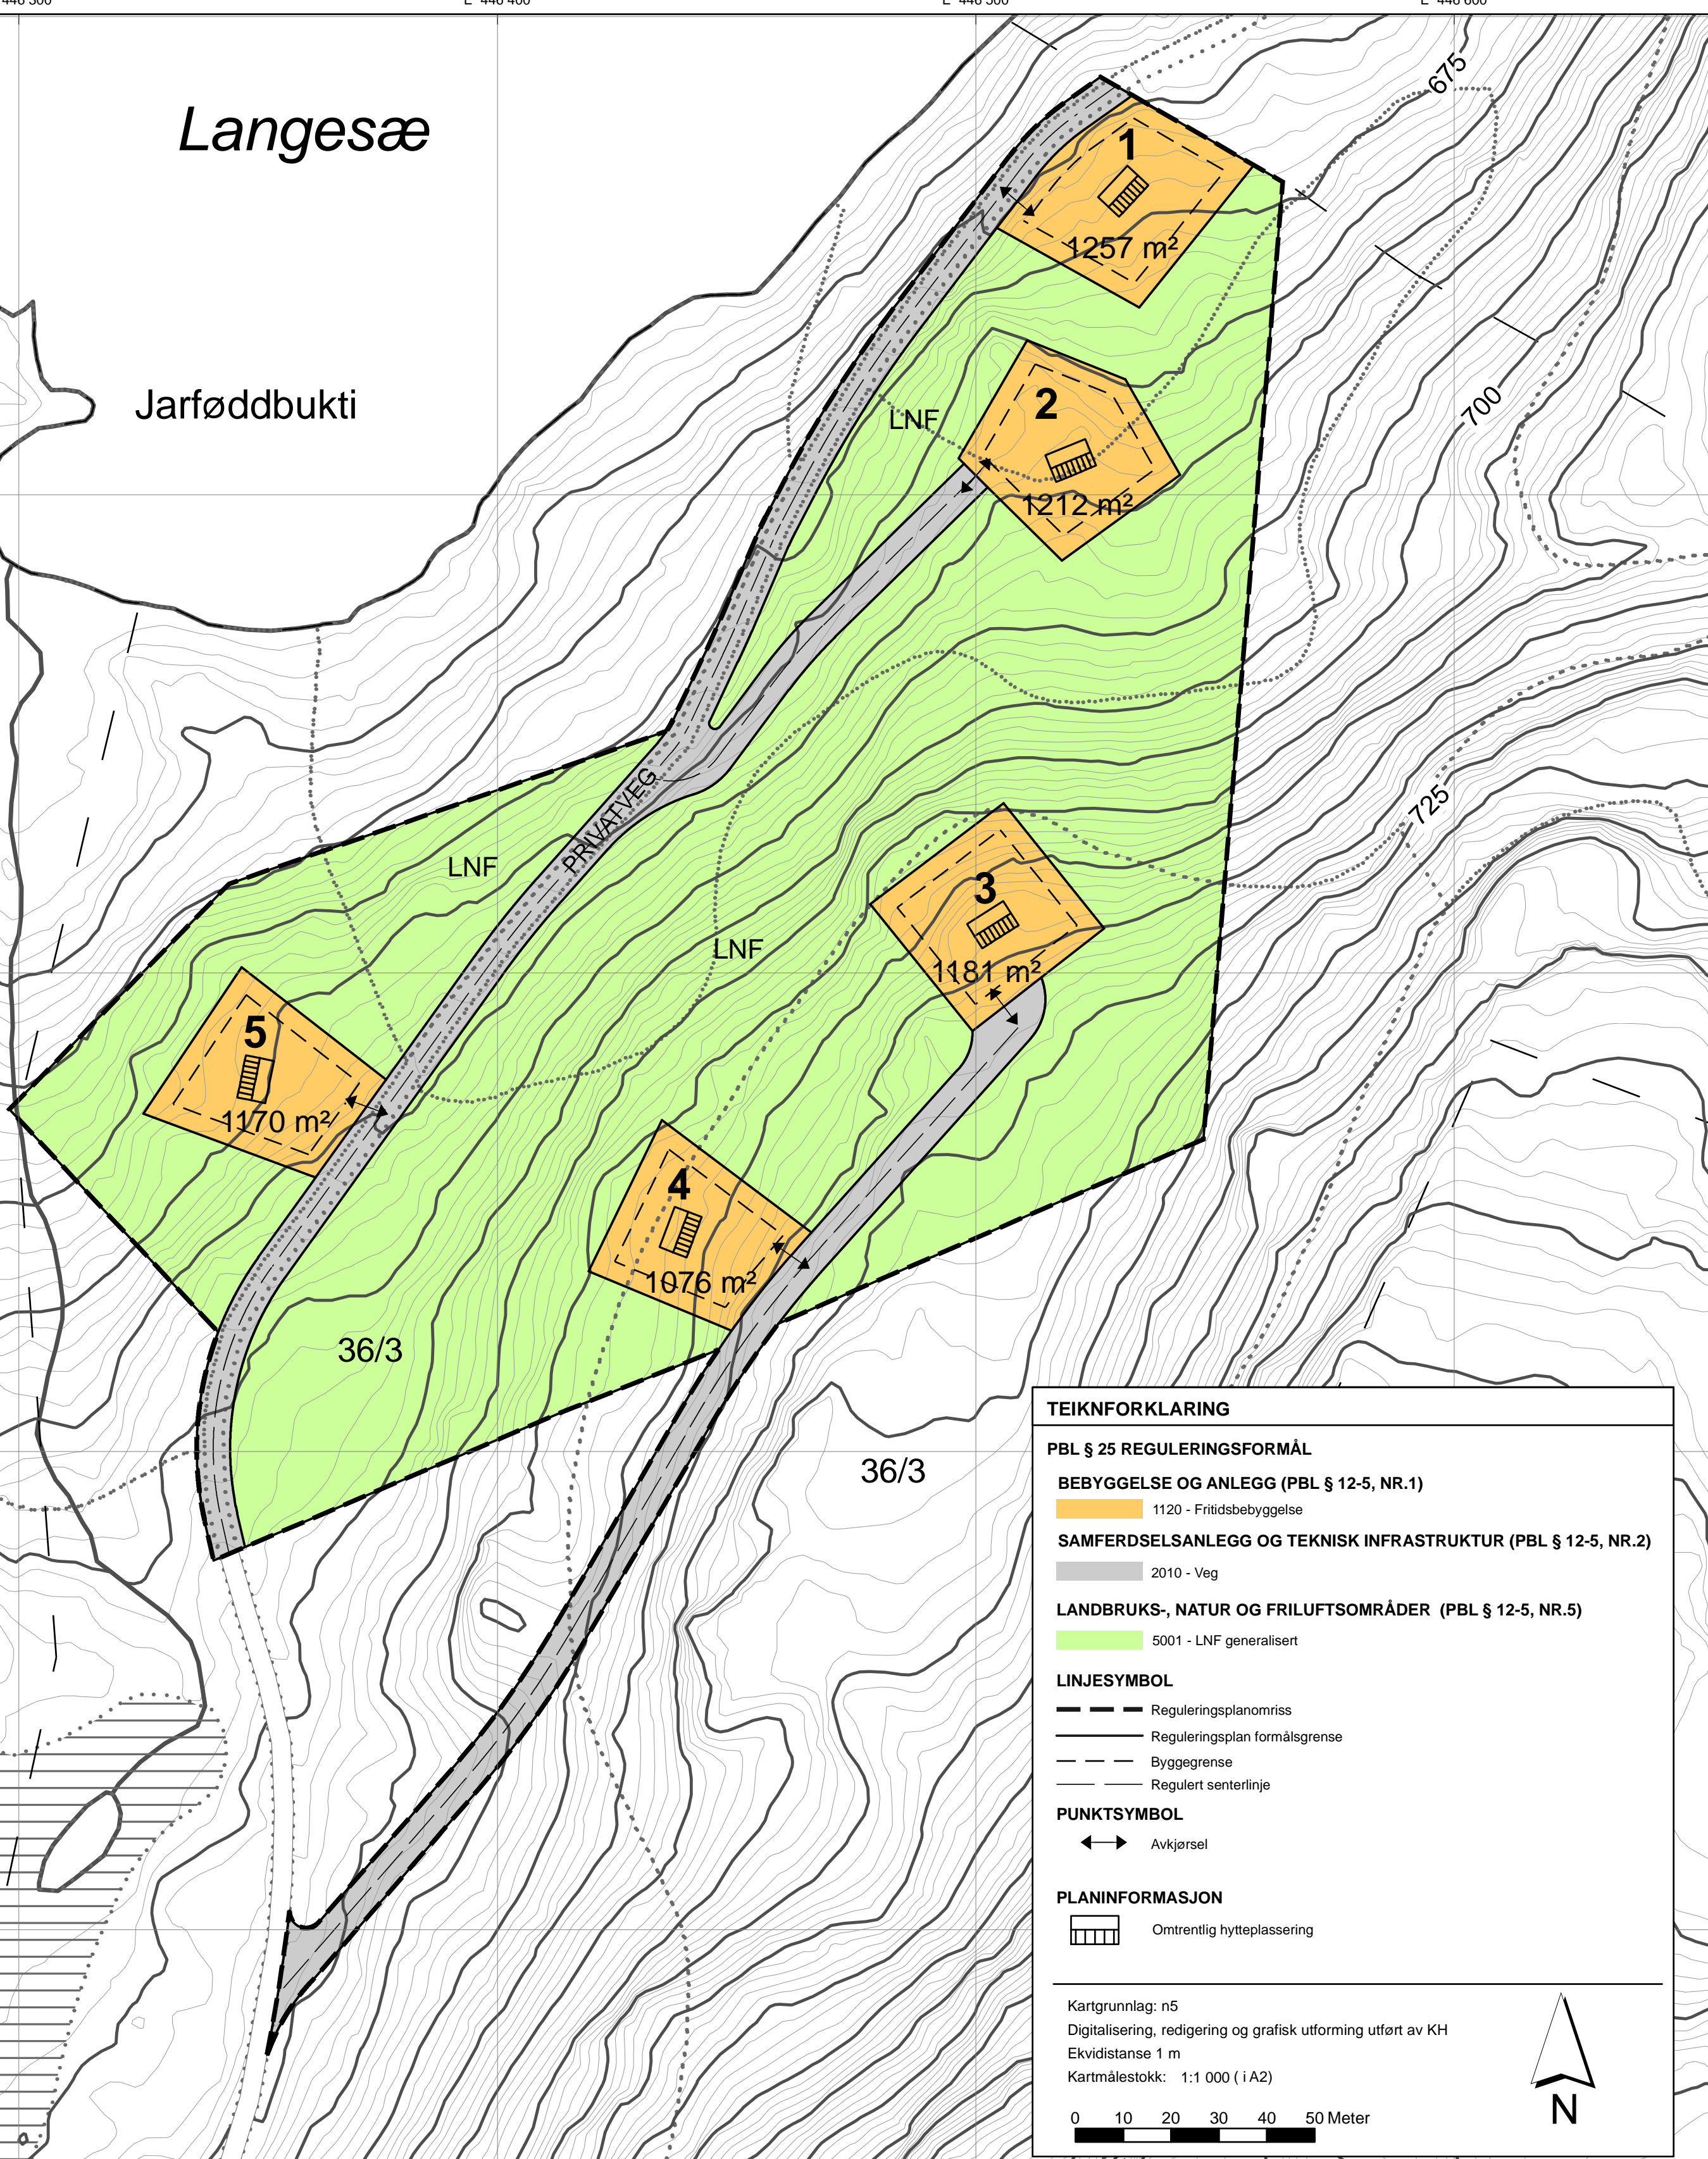 E 446 400
E 446 600
Langesæ
Jarføddbukti
675
700
725
1
1257 m²
2
1212 m²
LNF
PRIVATVEG
LNF
LNF
3
1181 m²
5
1170 m²
4
1076 m²
36/3
36/3
TEIKNFORKLARING
PBL § 25 REGULERINGSFORMÅL
BEBYGGELSE OG ANLEGG (PBL § 12-5, NR.1)
1120 - Fritidsbebyggelse
SAMFERDSELSANLEGG OG TEKNISK INFRASTRUKTUR (PBL § 12-5, NR.2)
2010 - Veg
LANDBRUKS-, NATUR OG FRILUFTSOMRÅDER (PBL § 12-5, NR.5)
5001 - LNF generalisert
LINJESYMBOL
Reguleringsplanomriss
Reguleringsplan formålsgrense
Byggegrense
Regulert senterlinje
PUNKTSYMBOL
Avkjørsel
PLANINFORMASJON
Omtrentlig hytteplassering
Kartgrunnlag: n5
Digitalisering, redigering og grafisk utforming utført av KH
Ekvidistanse 1 m
Kartmålestokk: 1:1 000 ( i A2)
0 10 20 30 40 50 Meter
N